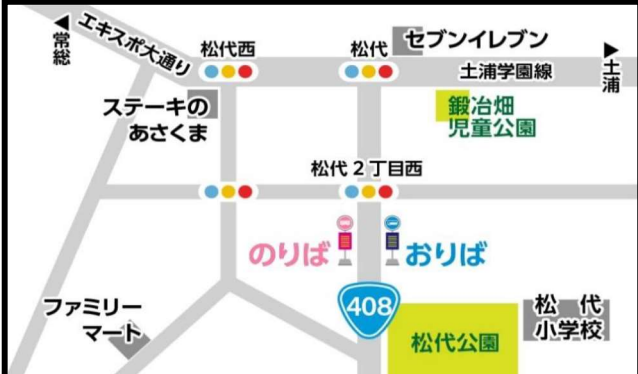 エキスポ大通り
常総
松代西
松代
セブンイレブン
土浦学園線
土浦
ステーキの
あさくま
鍛冶畑
児童公園
松代2丁目西
のりば
おりば
408
ファミリー
マート
松代公園
松代
小学校